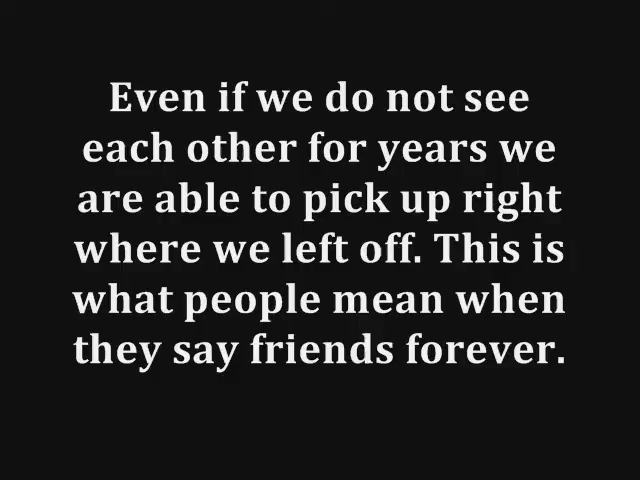 Even if we do not see
each other for years we
are able to pick up right
where we left off. This is
what people mean when
they say friends forever.